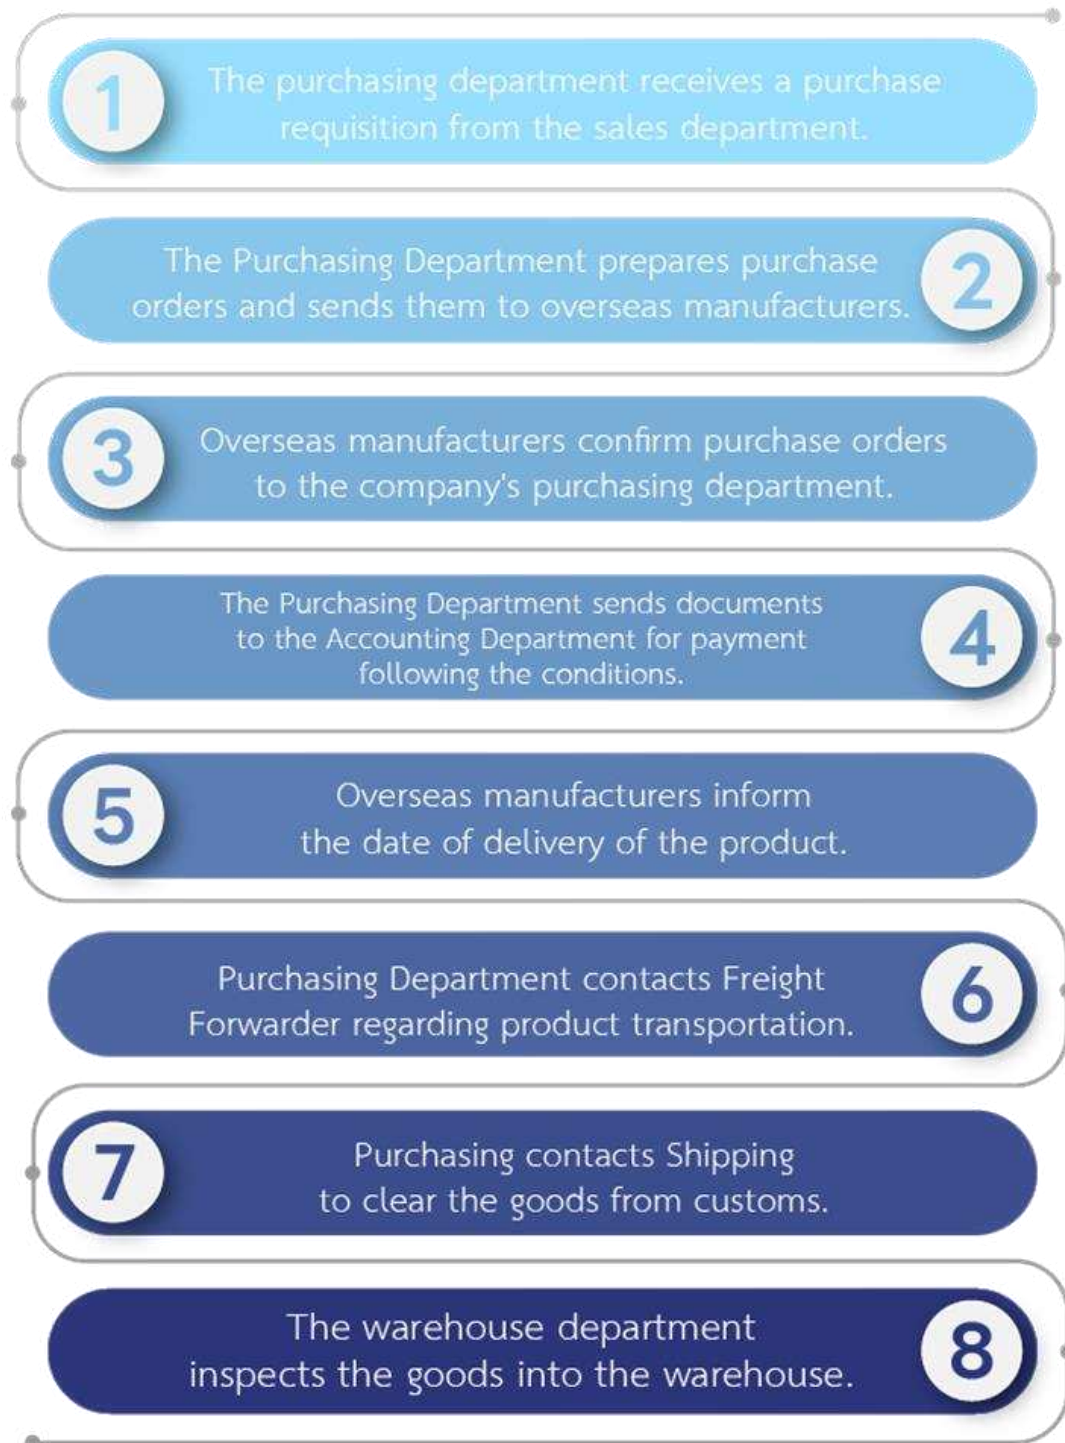 1
The purchasing department receives a purchase
requisition from the sales department.
The Purchasing Department prepares purchase
orders and sends them to overseas manufacturers.
2
3
Overseas manufacturers confirm purchase orders
to the company's purchasing department.
The Purchasing Department sends documents
to the Accounting Department for payment
following the conditions.
4
5
Overseas manufacturers inform
the date of delivery of the product.
Purchasing Department contacts Freight
Forwarder regarding product transportation.
6
7
Purchasing contacts Shipping
to clear the goods from customs.
The warehouse department
inspects the goods into the warehouse.
8